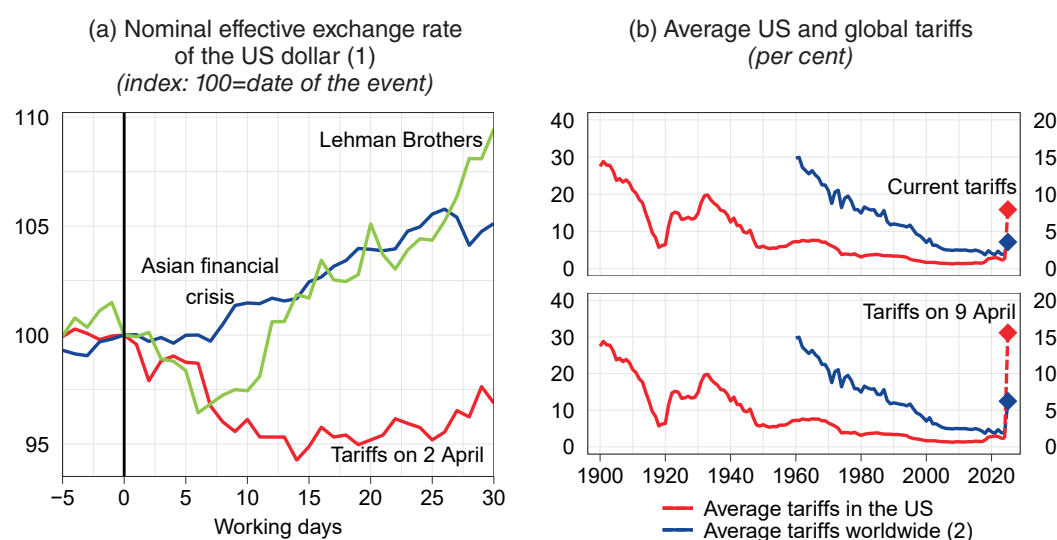 (a) Nominal effective exchange rate
of the US dollar (1)
(index: 100=date of the event)
110
105
100
95
Lehman Brothers
Asian financial
crisis
Tariffs on 2 April
−5 0 5 10 15 20 25 30
Working days
(b) Average US and global tariffs
(per cent)
40 20
30 15
Current tariffs
20 10
10 5
0 0
40 20
Tariffs on 9 April
30 15
20 10
10 5
0 0
1900 1920 1940 1960 1980 2000 2020
Average tariffs in the US
Average tariffs worldwide (2)